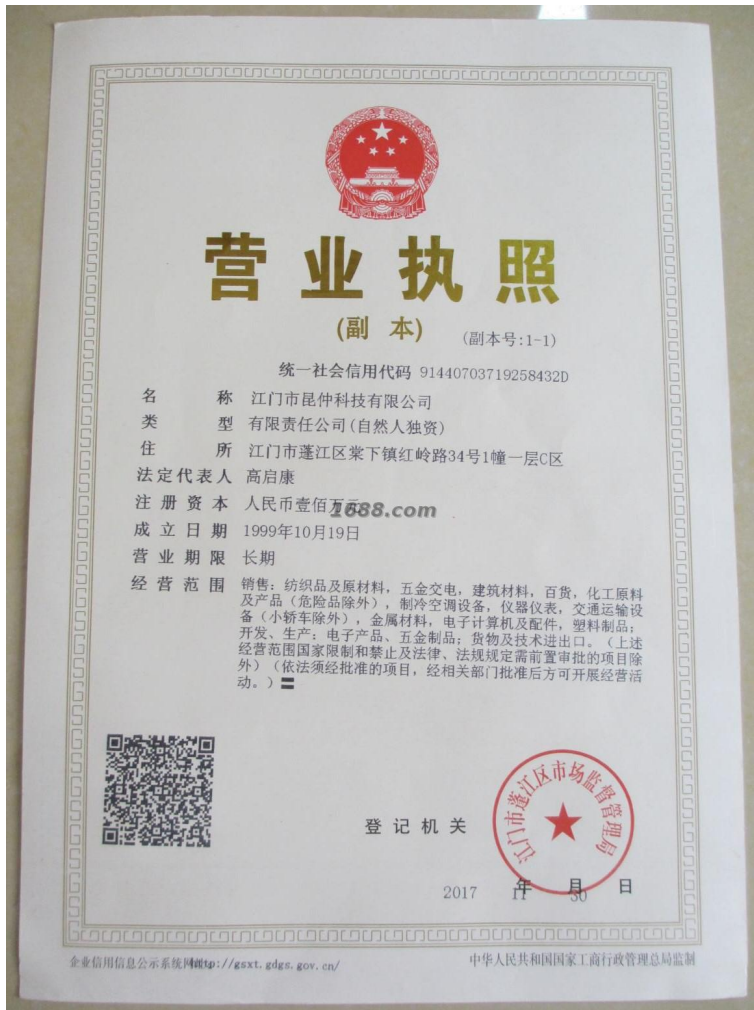 营业执照
(副 本)
(副本号:1-1)
统一社会信用代码 91440703719258432D
名 称 江门市昆仲科技有限公司
类 型 有限责任公司(自然人独资)
住 所 江门市蓬江区棠下镇红岭路34号1幢一层C区
法定代表人 高启康
注册资本 人民币壹佰万元
1688.com
成立日期 1999年10月19日
营业期限 长期
经营范围 销售：纺织品及原材料，五金交电，建筑材料，百货，化工原料
及产品（危险品除外），制冷空调设备，仪器仪表，交通运输设
备（小轿车除外），金属材料，电子计算机及配件，塑料制品；
开发、生产：电子产品、五金制品；货物及技术进出口。（上述
经营范围国家限制和禁止及法律、法规规定需前置审批的项目除
外）（依法须经批准的项目，经相关部门批准后方可开展经营活
动。）〓
江门市蓬江区市场监督管理局
登记机关
2017 年 11 月 30 日
企业信用信息公示系统网址：http://gsxt.gdgs.gov.cn/
中华人民共和国国家工商行政管理总局监制